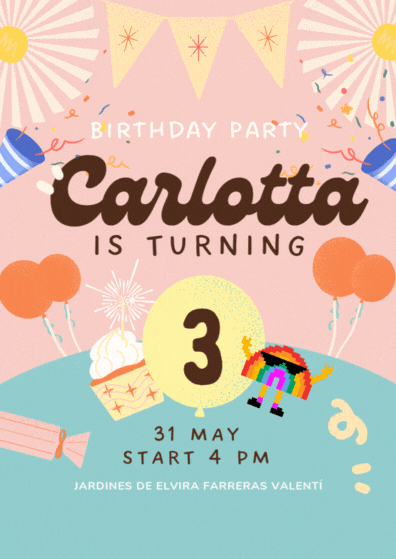 BIRTHDAY PARTY
Carlotta
IS TURNING
3
31 MAY
START 4 PM
JARDINES DE ELVIRA FARRERAS VALENTÍ